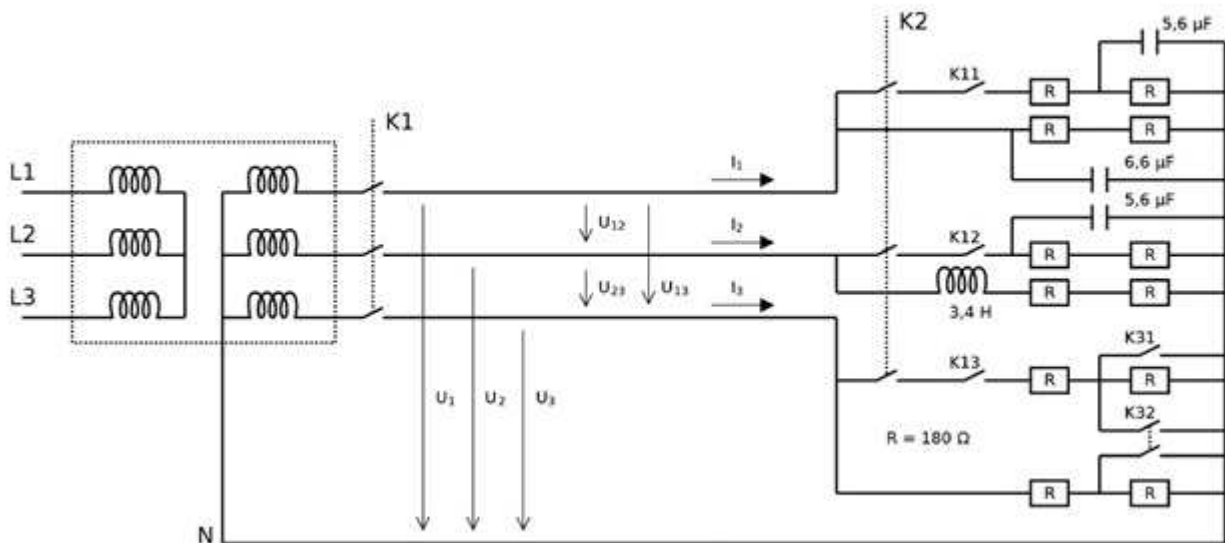 5,6 µF
K2
K11
R
R
K1
R
R
L1
I₁
6,6 µF
5,6 µF
L2
U₁₂
I₂
K12
R
R
L3
U₂₃
U₁₃
I₃
3,4 H
R
R
K31
K13
R
R
U₁
U₂
U₃
K32
R = 180 Ω
R
R
N